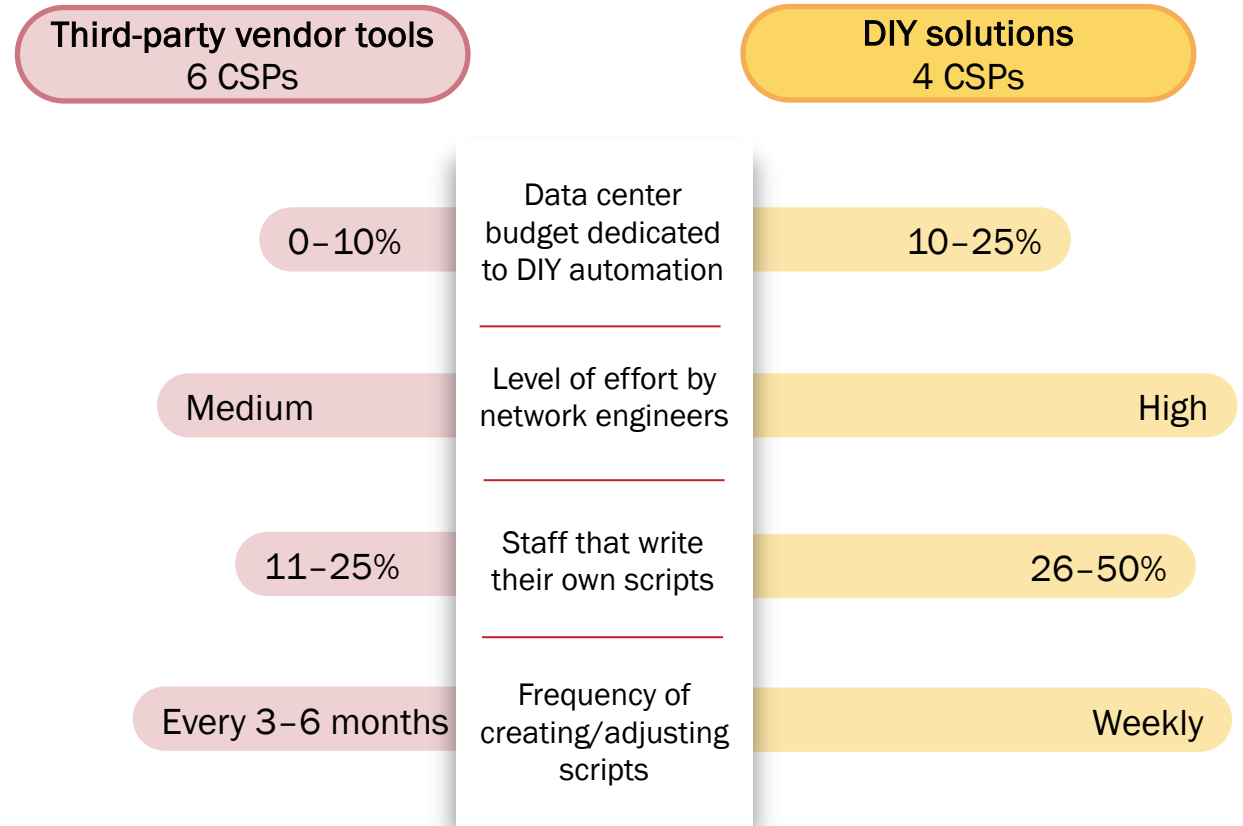 Third-party vendor tools
6 CSPs
DIY solutions
4 CSPs
0–10%
Data center
budget dedicated
to DIY automation
10–25%
Medium
Level of effort by
network engineers
High
11–25%
Staff that write
their own scripts
26–50%
Every 3–6 months
Frequency of
creating/adjusting
scripts
Weekly